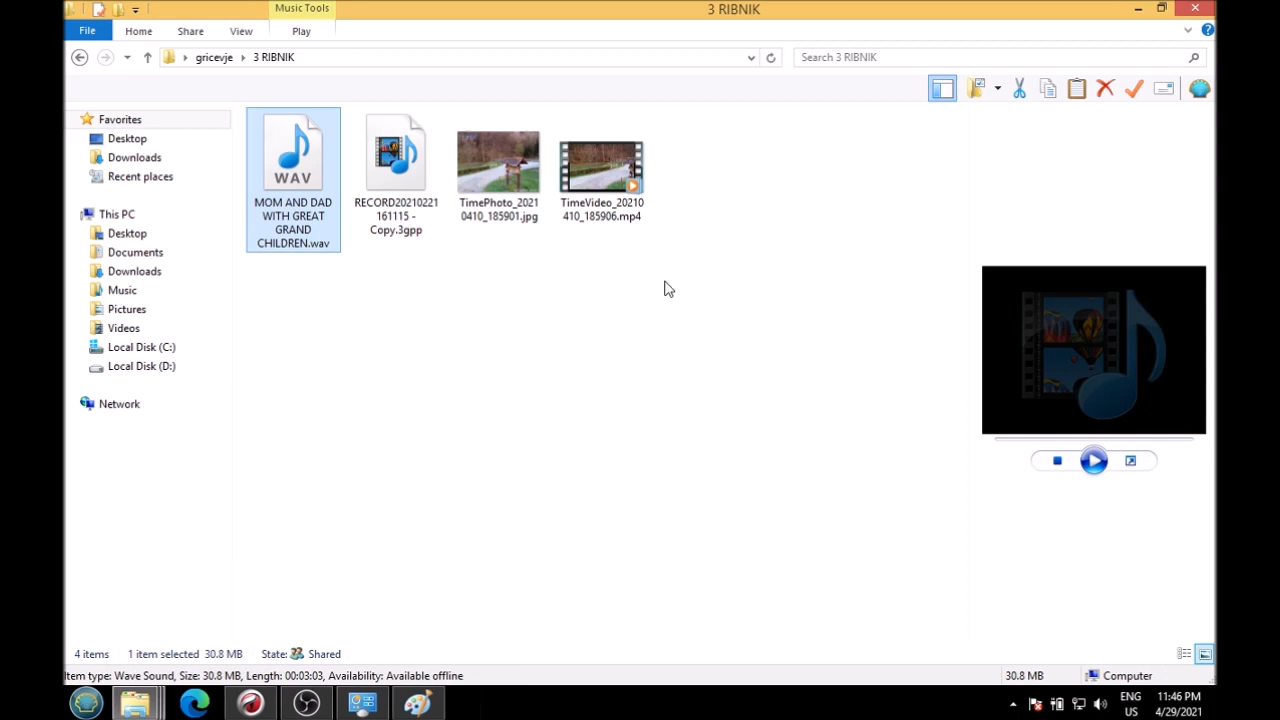 Music Tools
3 RIBNIK
File
Home
Share
View
Play
gricevje
3 RIBNIK
Search 3 RIBNIK
Favorites
Desktop
Downloads
Recent places
This PC
Desktop
Documents
Downloads
Music
Pictures
Videos
Local Disk (C:)
Local Disk (D:)
Network
WAV
MOM AND DAD
WITH GREAT
GRAND
CHILDREN.wav
RECORD20210221
161115 -
Copy.3gpp
TimePhoto_2021
0410_185901.jpg
TimeVideo_20210
410_185906.mp4
4 items
1 item selected 30.8 MB
State: Shared
Item type: Wave Sound, Size: 30.8 MB, Length: 00:03:03, Availability: Available offline
30.8 MB
Computer
ENG
US
11:46 PM
4/29/2021